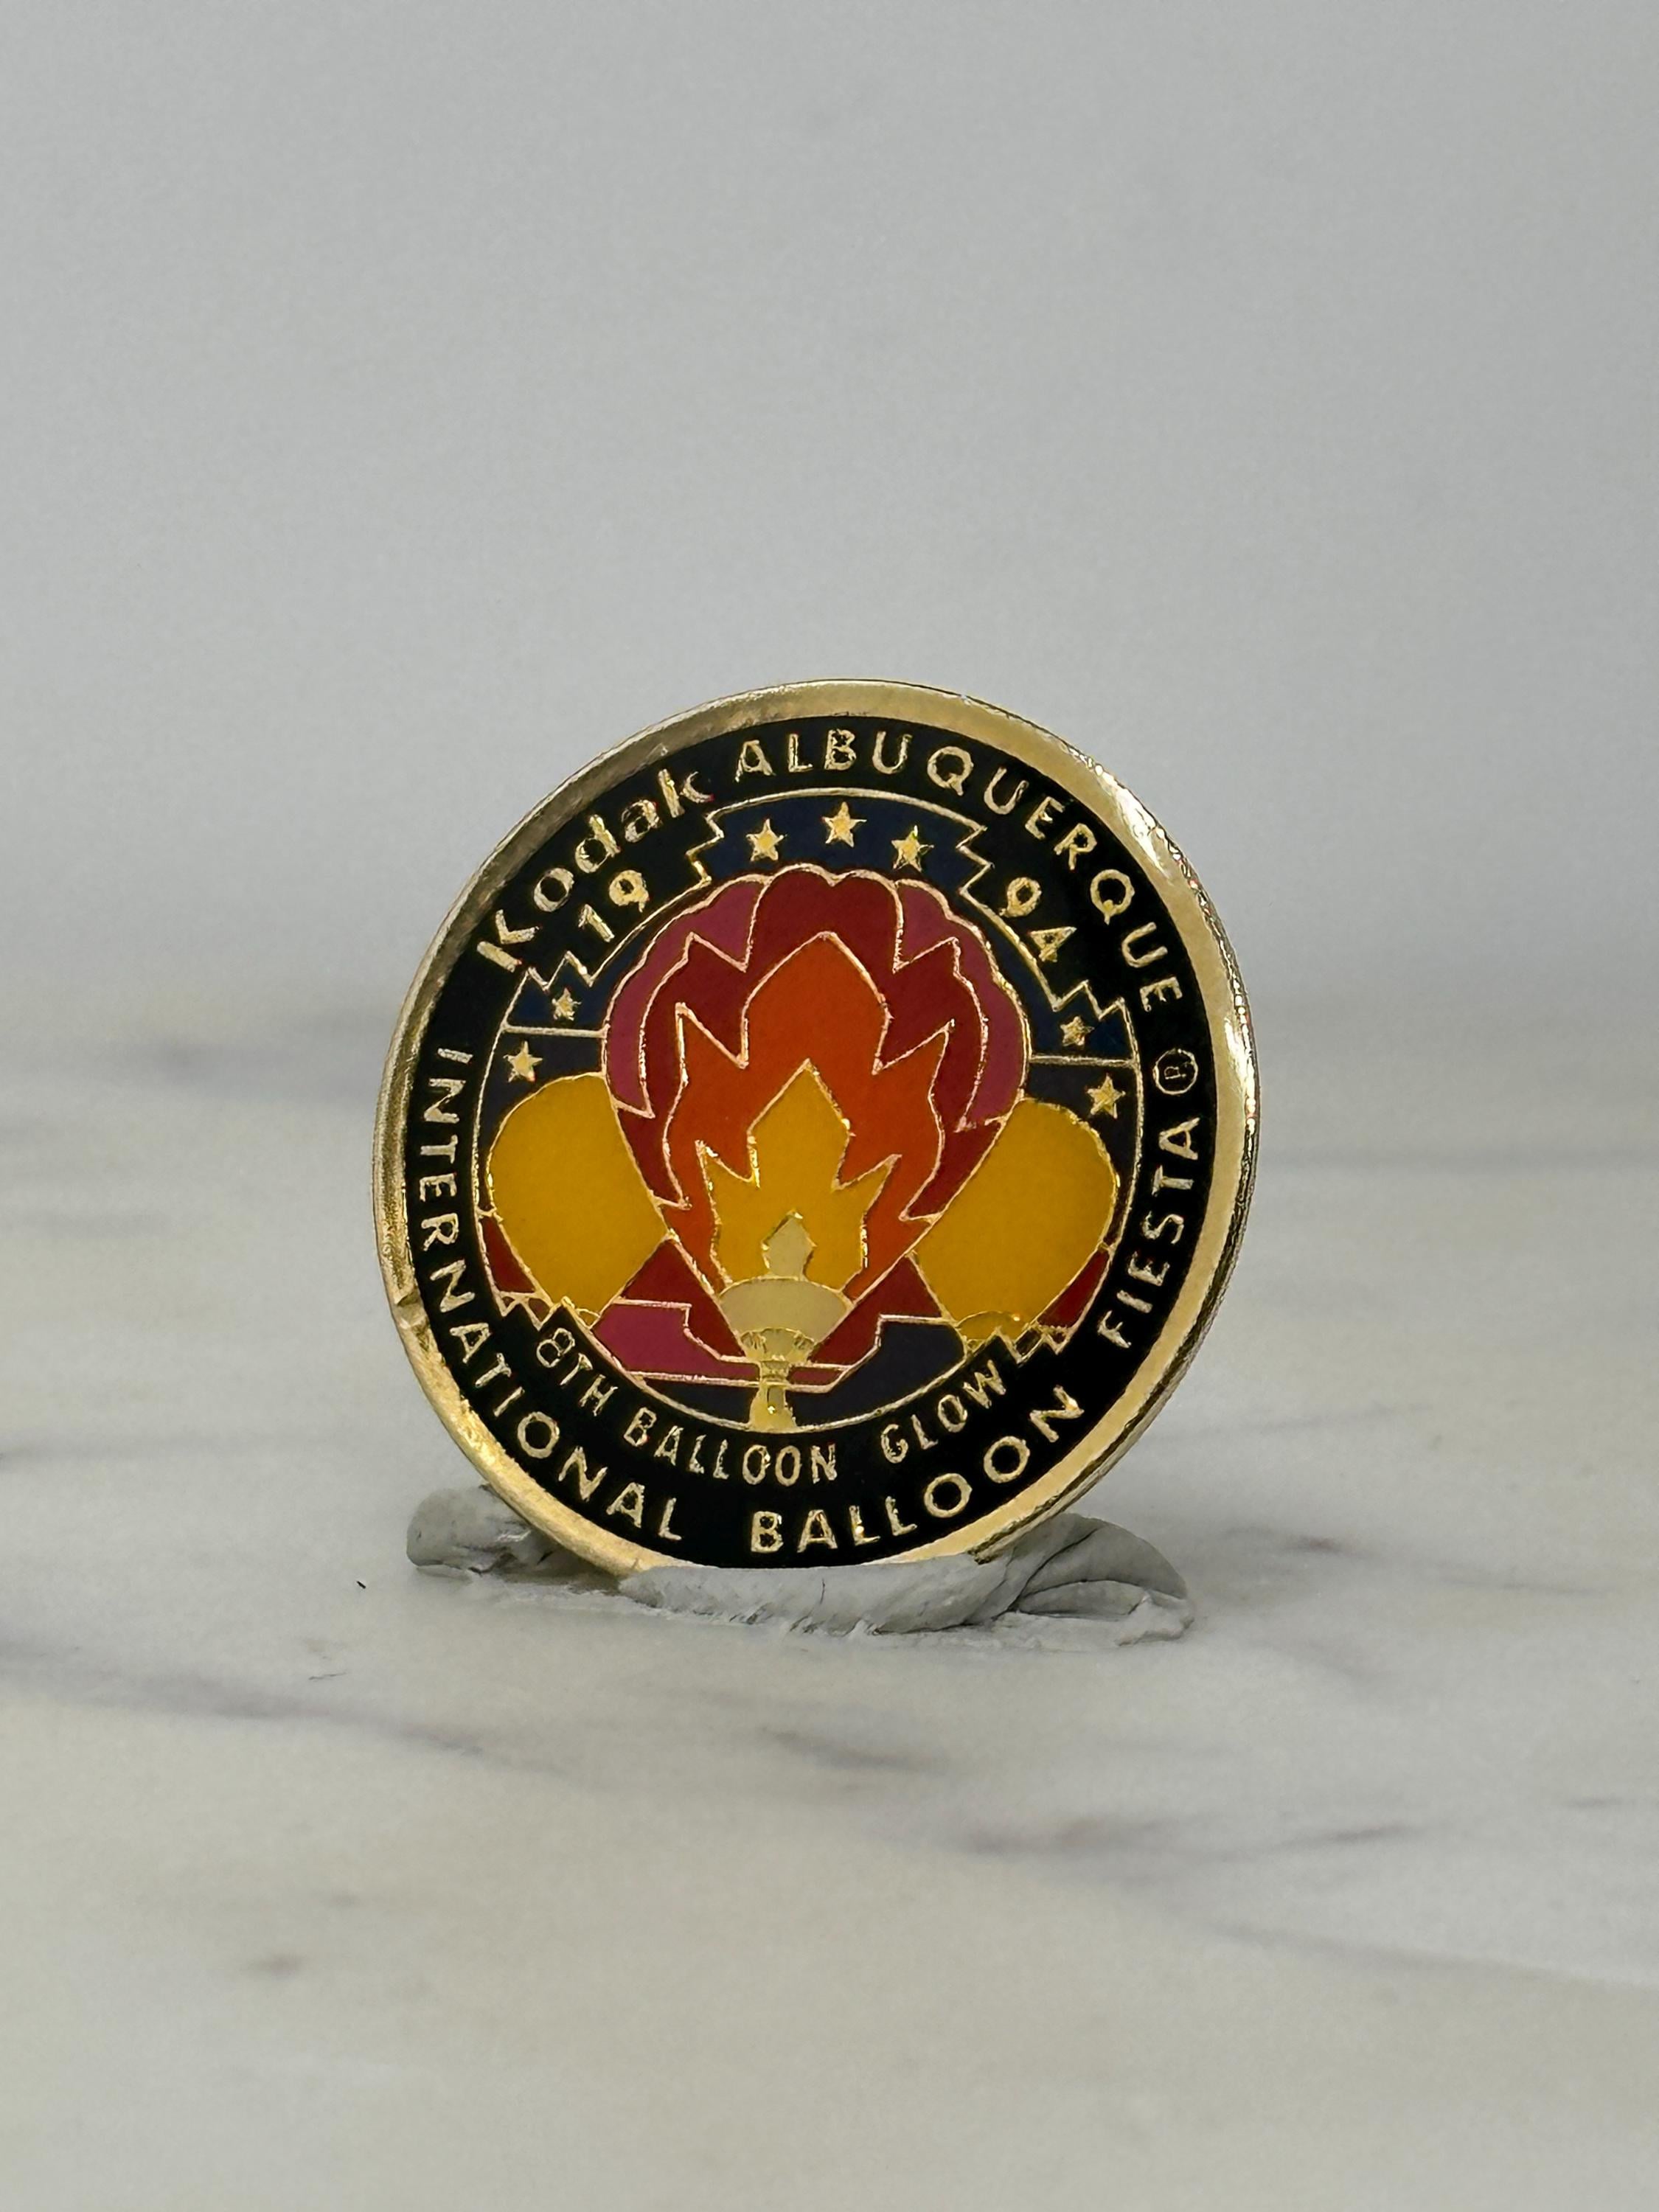 Kodak ALBUQUERQUE
INTERNATIONAL BALLOON FIESTA®
19 94
8TH BALLOON GLOW